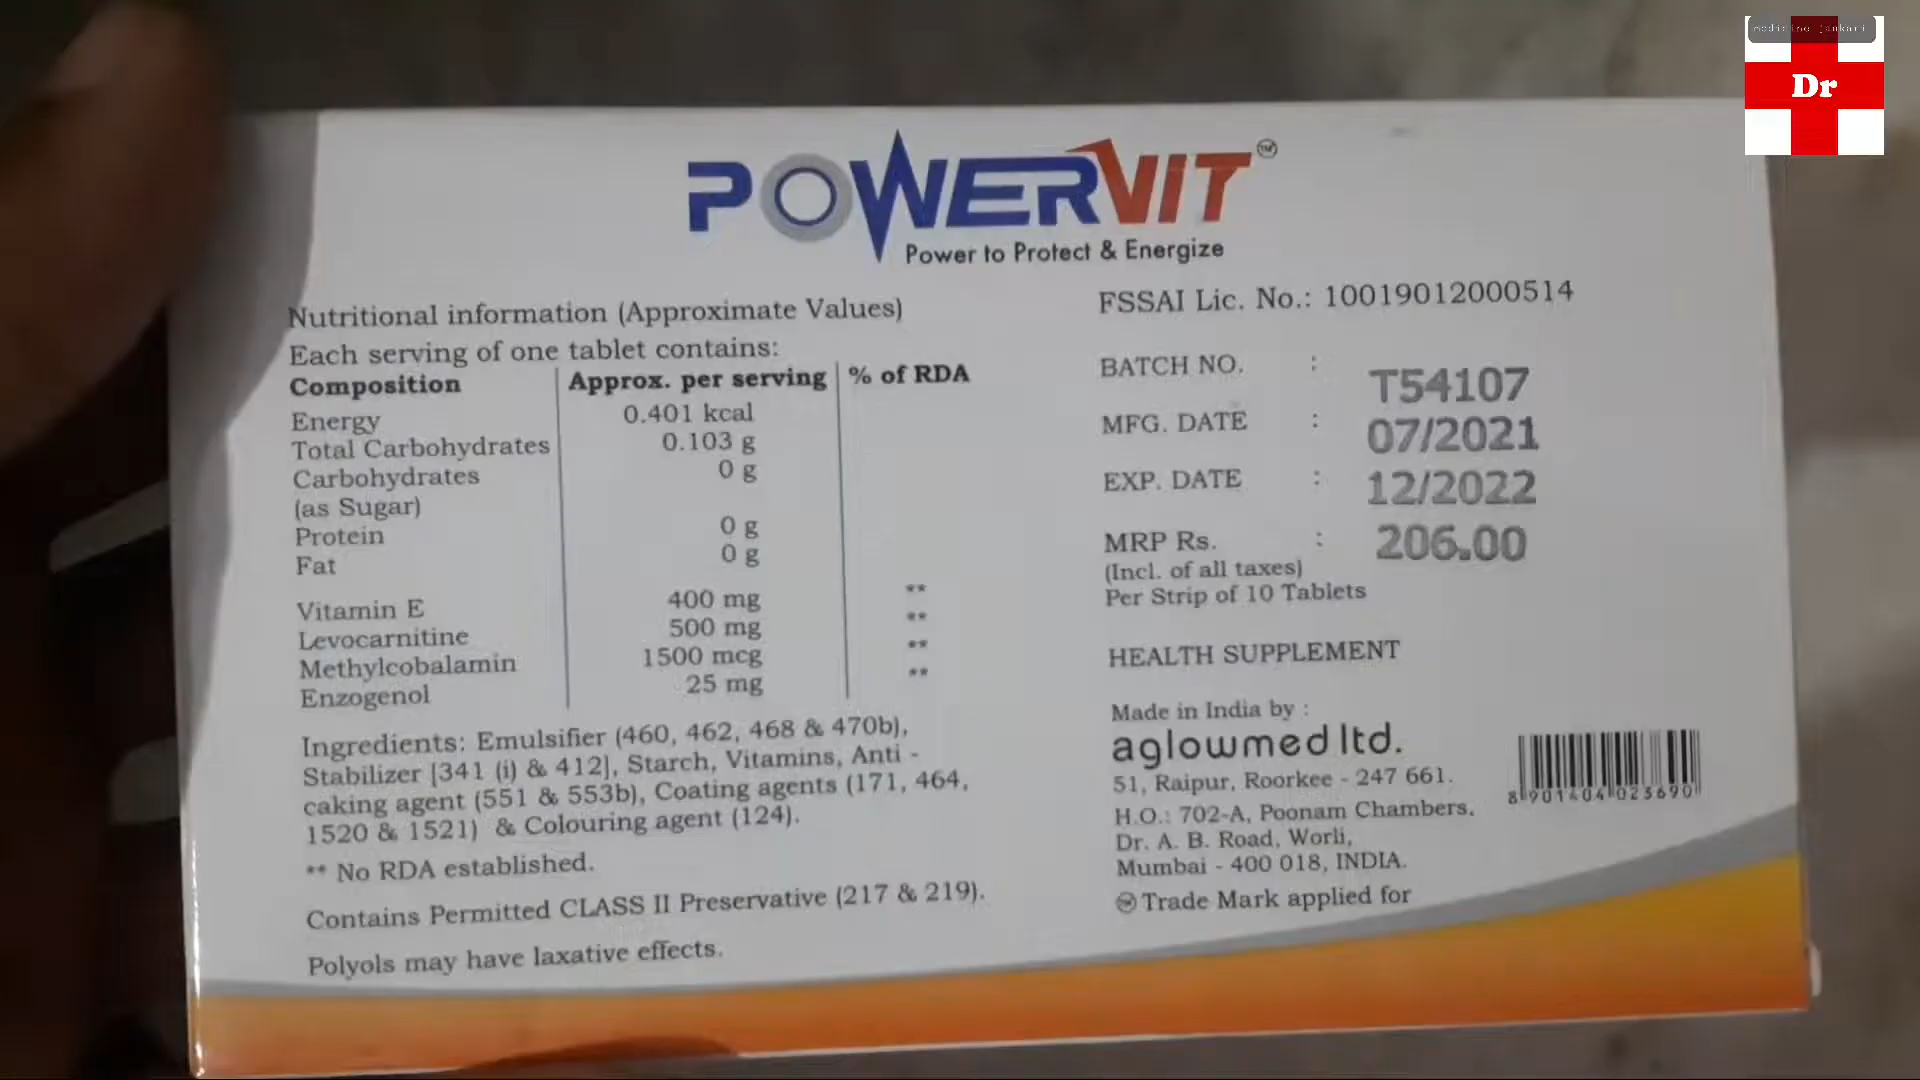 medicine jankari
Dr
POWERVIT TM
Power to Protect & Energize
Nutritional information (Approximate Values)
Each serving of one tablet contains:
Composition Approx. per serving % of RDA
Energy 0.401 kcal
Total Carbohydrates 0.103 g
Carbohydrates 0 g
(as Sugar)
Protein 0 g
Fat 0 g
Vitamin E 400 mg **
Levocarnitine 500 mg **
Methylcobalamin 1500 mcg **
Enzogenol 25 mg **
Ingredients: Emulsifier (460, 462, 468 & 470b),
Stabilizer [341 (i) & 412], Starch, Vitamins, Anti -
caking agent (551 & 553b), Coating agents (171, 464,
1520 & 1521) & Colouring agent (124).
** No RDA established.
Contains Permitted CLASS II Preservative (217 & 219).
Polyols may have laxative effects.
FSSAI Lic. No.: 10019012000514
BATCH NO. : T54107
MFG. DATE : 07/2021
EXP. DATE : 12/2022
MRP Rs. : 206.00
(Incl. of all taxes)
Per Strip of 10 Tablets
HEALTH SUPPLEMENT
Made in India by :
aglowmed ltd.
51, Raipur, Roorkee - 247 661.
H.O.: 702-A, Poonam Chambers,
Dr. A. B. Road, Worli,
Mumbai - 400 018, INDIA.
TM Trade Mark applied for
8 901404 023690